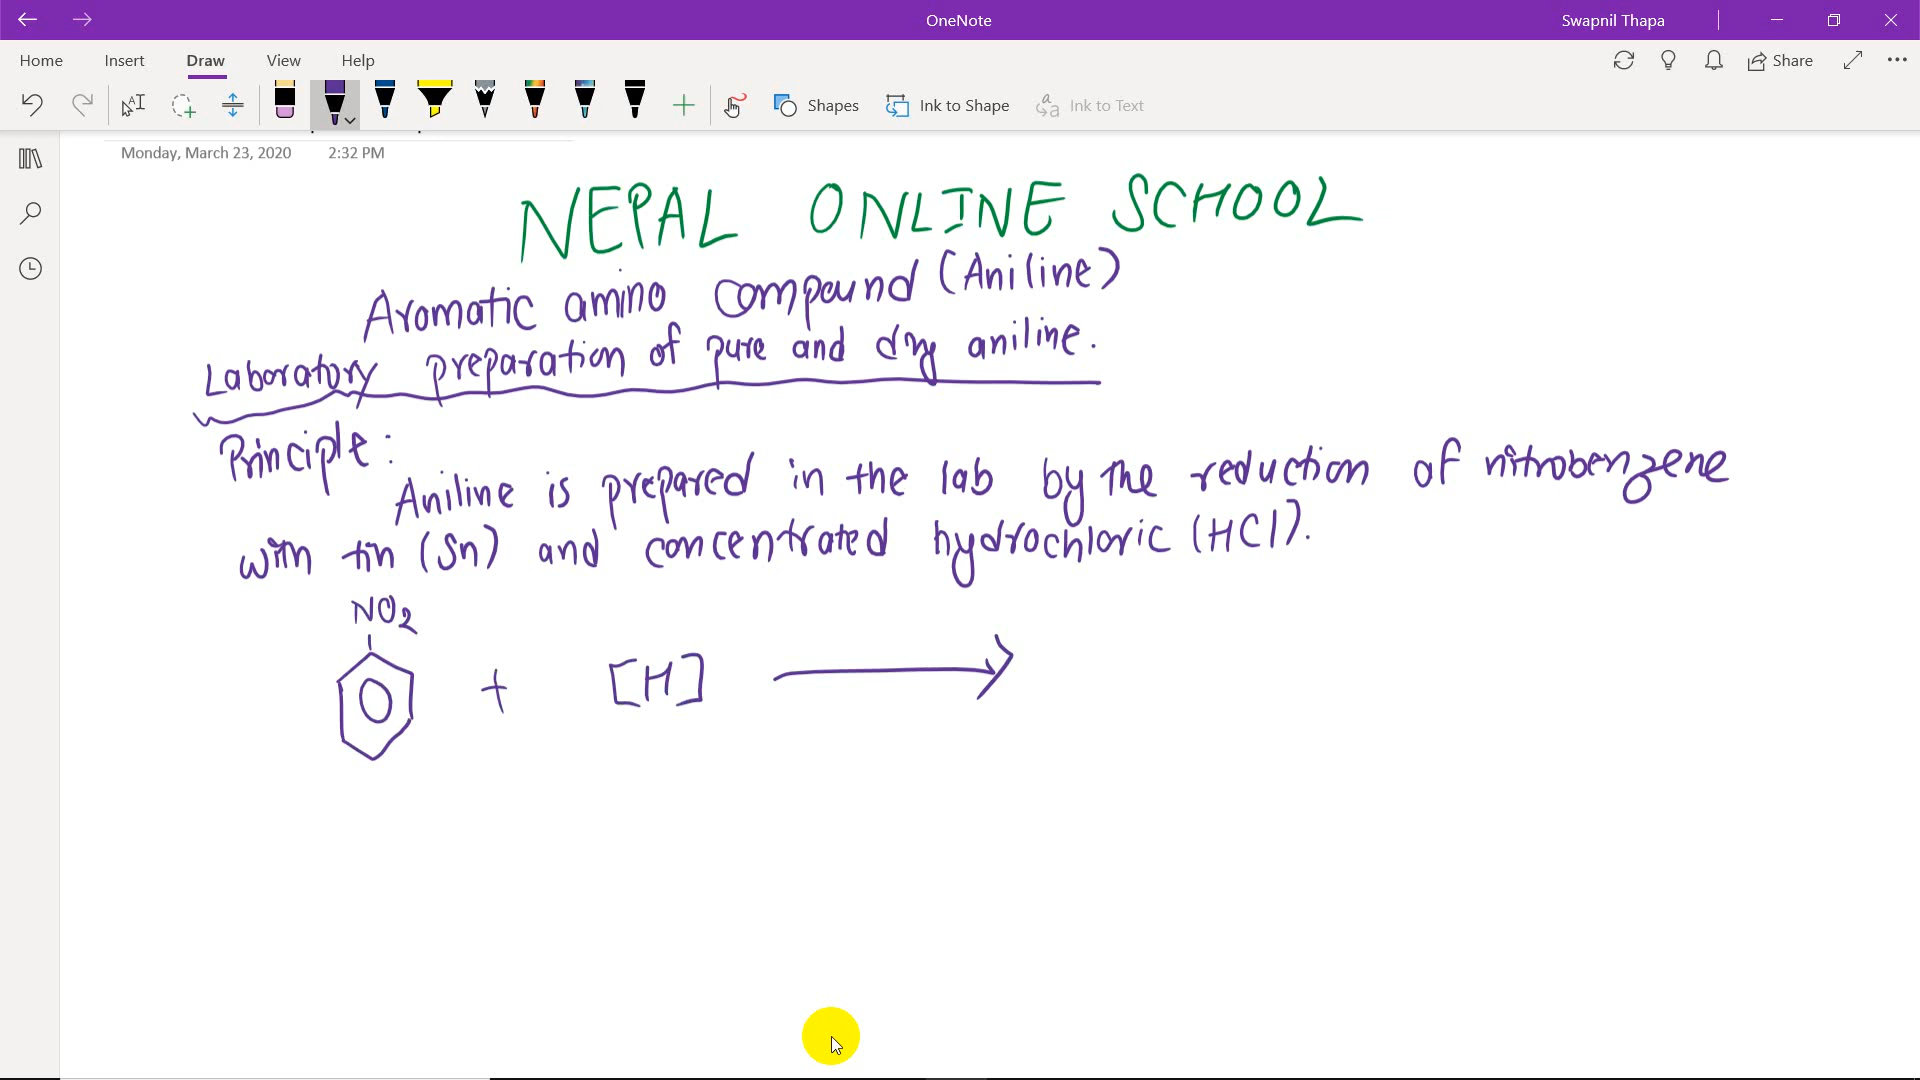 OneNote
Swapnil Thapa
Home Insert Draw View Help
Share
Shapes
Ink to Shape
Ink to Text
Monday, March 23, 2020 2:32 PM
NEPAL ONLINE SCHOOL
Aromatic amino compound (Aniline)
Laboratory preparation of pure and dry aniline.
Principle:
Aniline is prepared in the lab by the reduction of nitrobenzene
with tin (Sn) and concentrated hydrochloric (HCl).
NO2
+ [H]